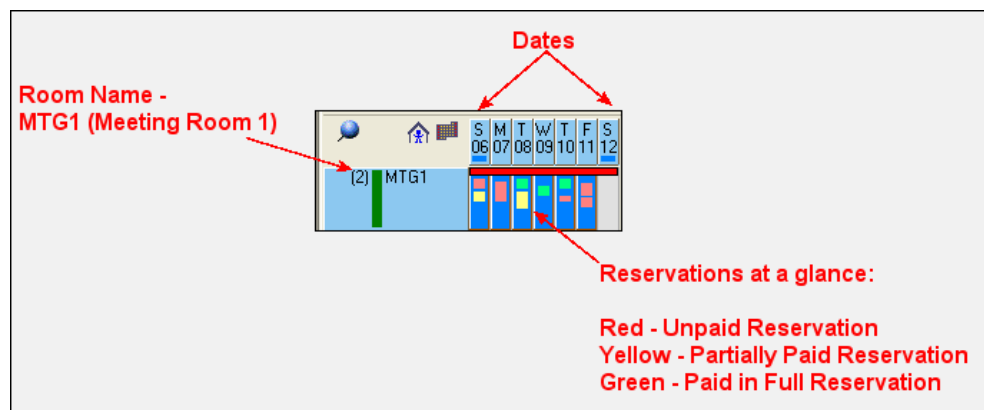 Dates
Room Name -
MTG1 (Meeting Room 1)
S M T W T F S
06 07 08 09 10 11 12
(2) MTG1
Reservations at a glance:
Red - Unpaid Reservation
Yellow - Partially Paid Reservation
Green - Paid in Full Reservation